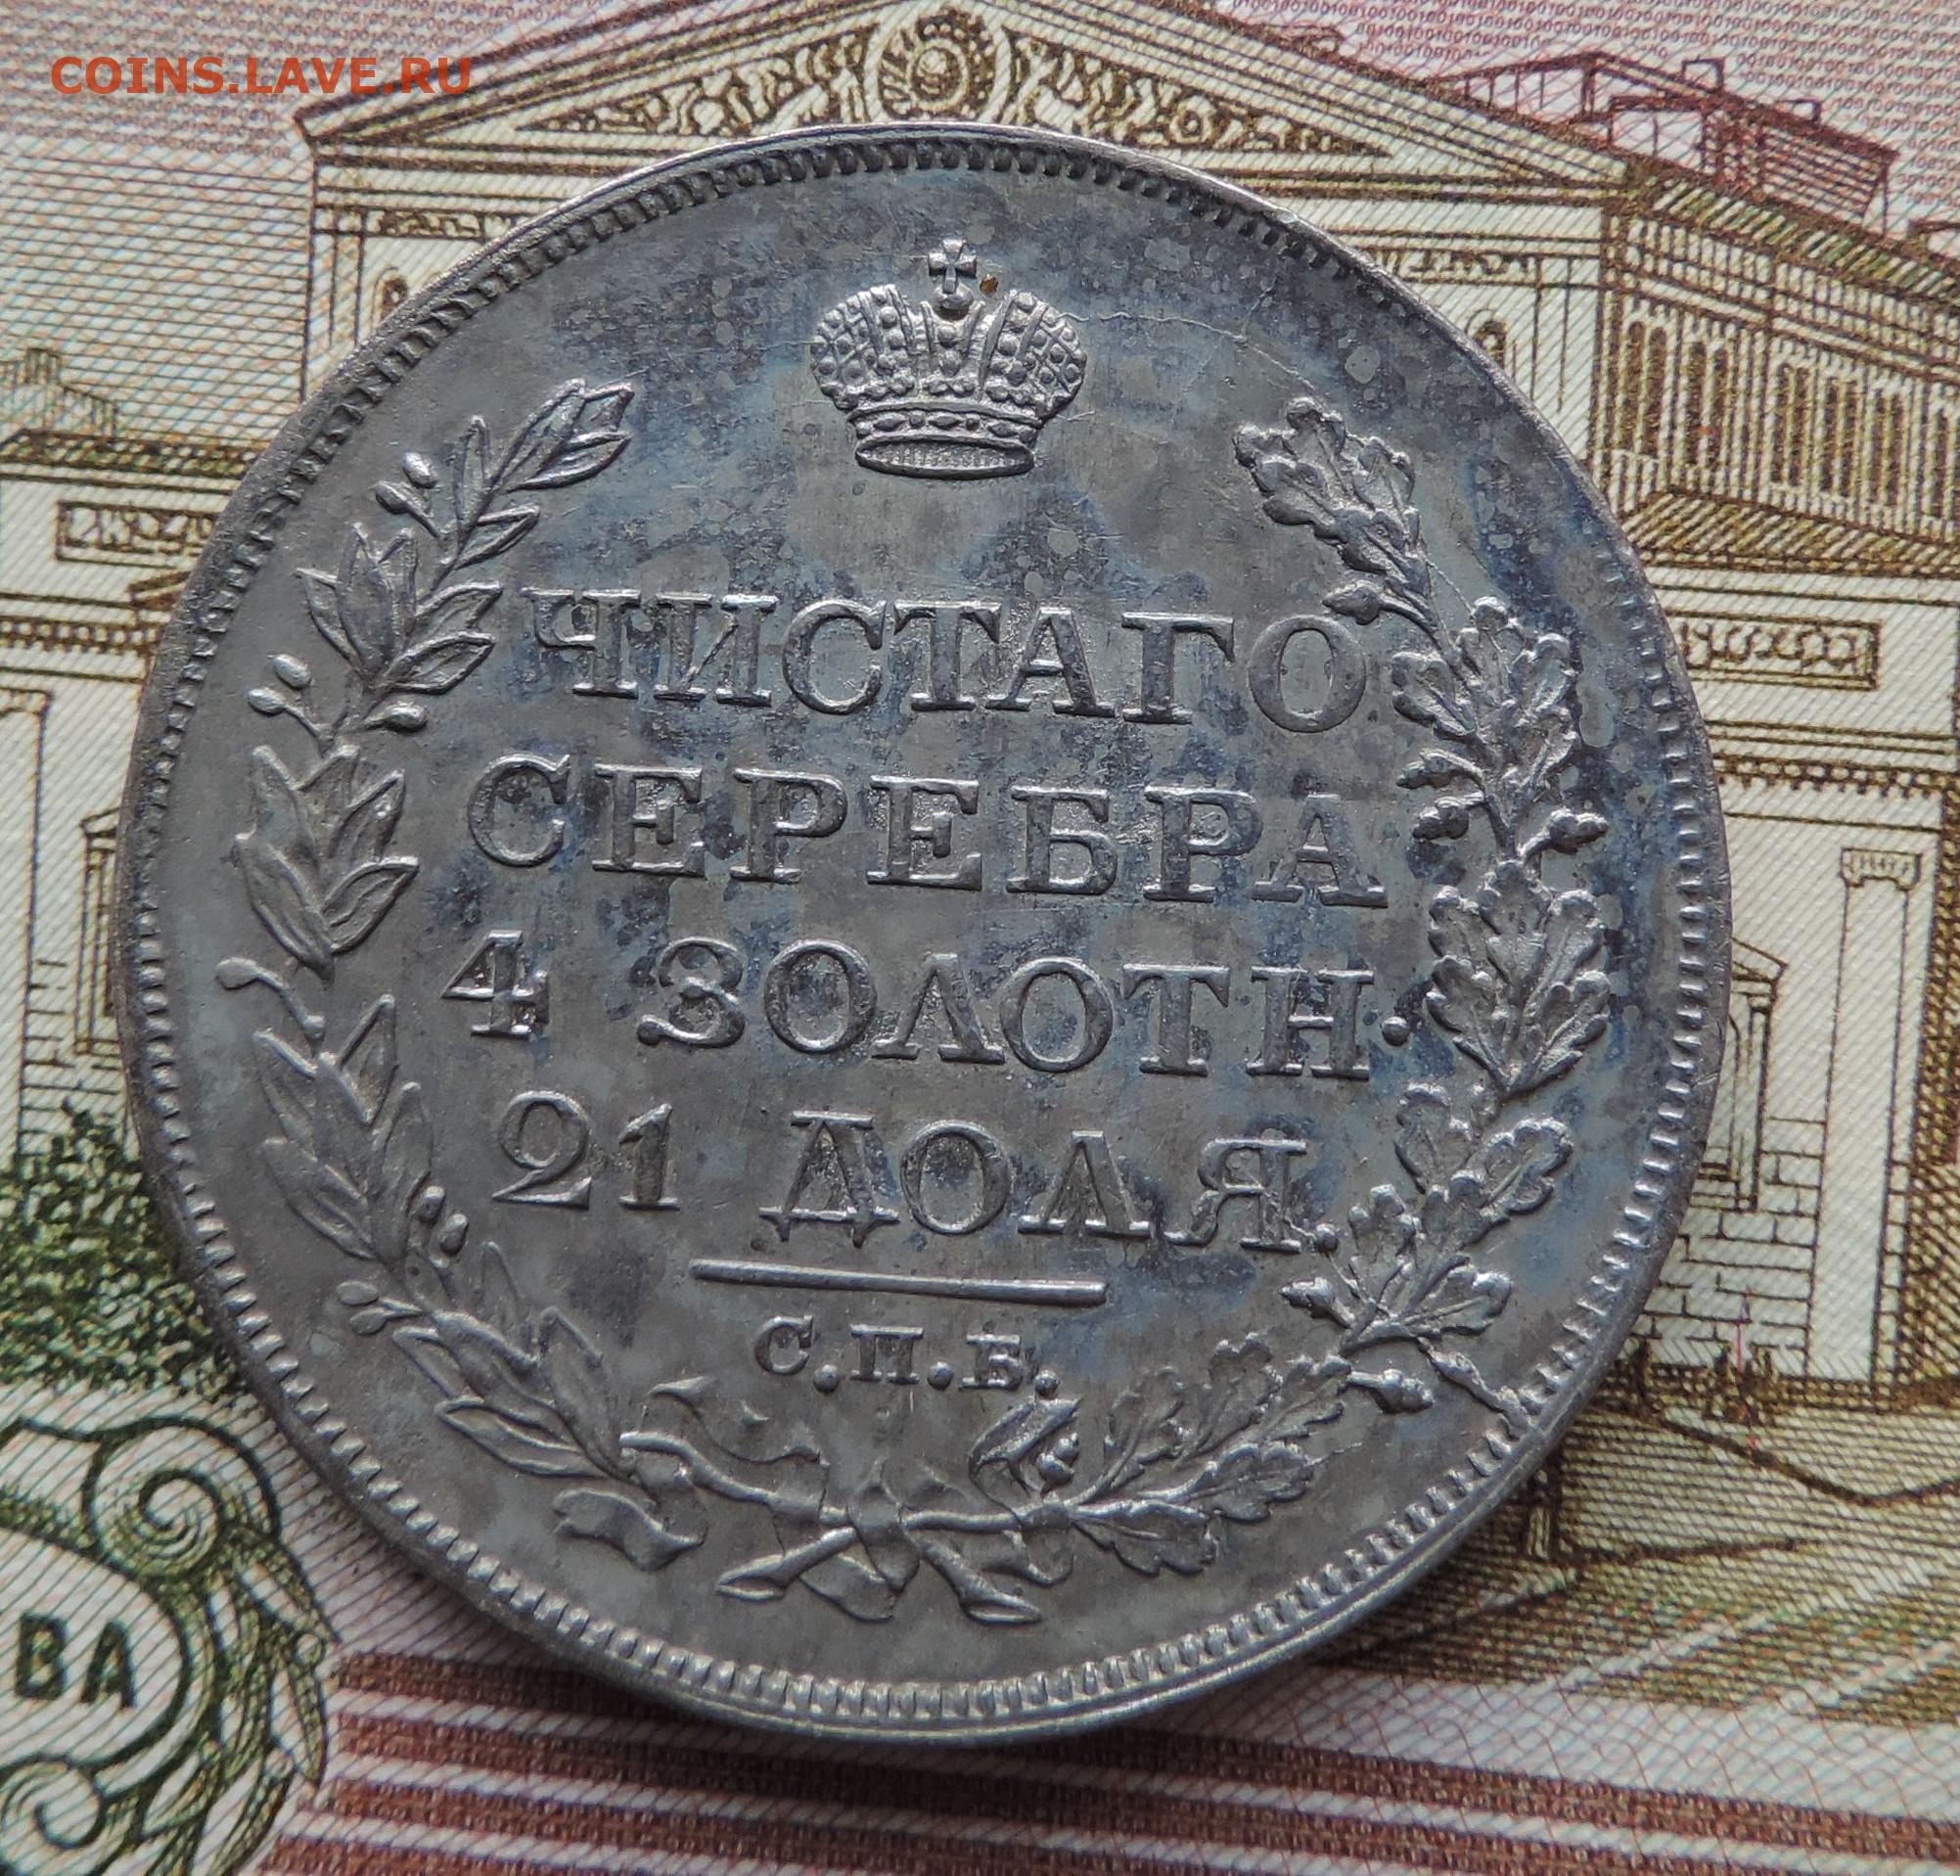 COINS.LAVE.RU
ЧИСТАГО
СЕРЕБРА
4 ЗОЛОТН.
21 ДОЛЯ.
С.П.Б.
ВА